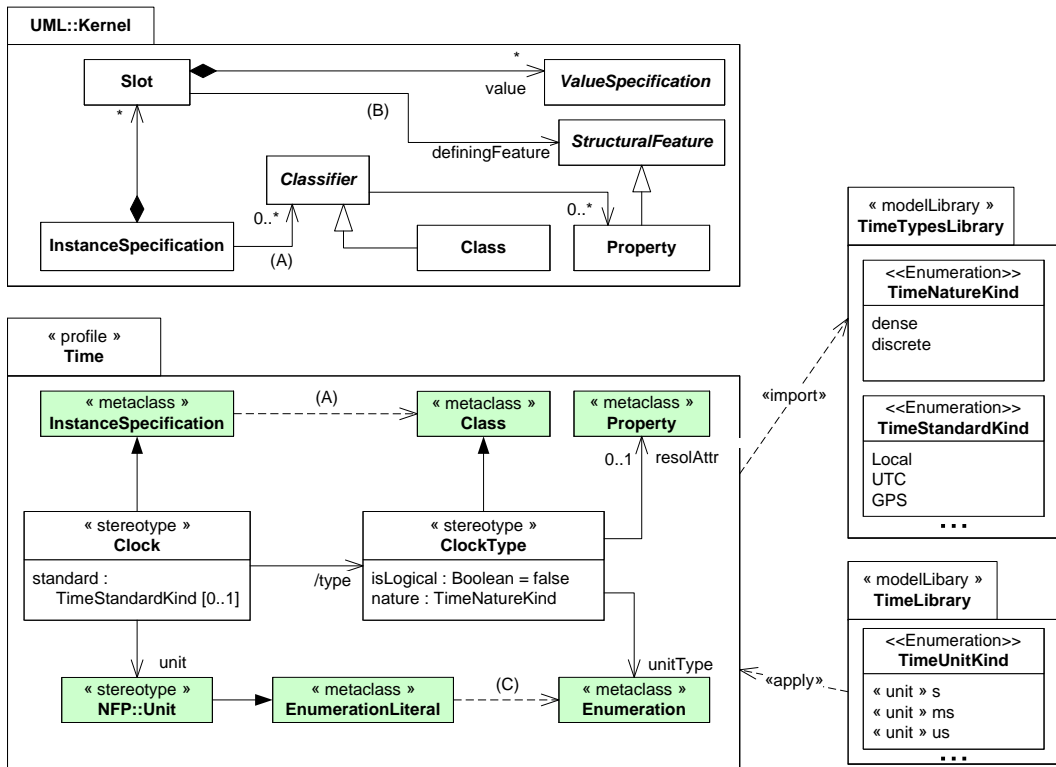 UML::Kernel
Slot
*
value
ValueSpecification
*
(B)
definingFeature
StructuralFeature
Classifier
0..*
0..*
InstanceSpecification
(A)
Class
Property
« profile »
Time
« metaclass »
InstanceSpecification
(A)
« metaclass »
Class
« metaclass »
Property
0..1
resolAttr
« stereotype »
Clock
standard :
TimeStandardKind [0..1]
/type
« stereotype »
ClockType
isLogical : Boolean = false
nature : TimeNatureKind
unit
unitType
« stereotype »
NFP::Unit
« metaclass »
EnumerationLiteral
(C)
« metaclass »
Enumeration
«import»
«apply»
« modelLibrary »
TimeTypesLibrary
<<Enumeration>>
TimeNatureKind
dense
discrete
<<Enumeration>>
TimeStandardKind
Local
UTC
GPS
...
« modelLibary »
TimeLibrary
<<Enumeration>>
TimeUnitKind
« unit » s
« unit » ms
« unit » us
...